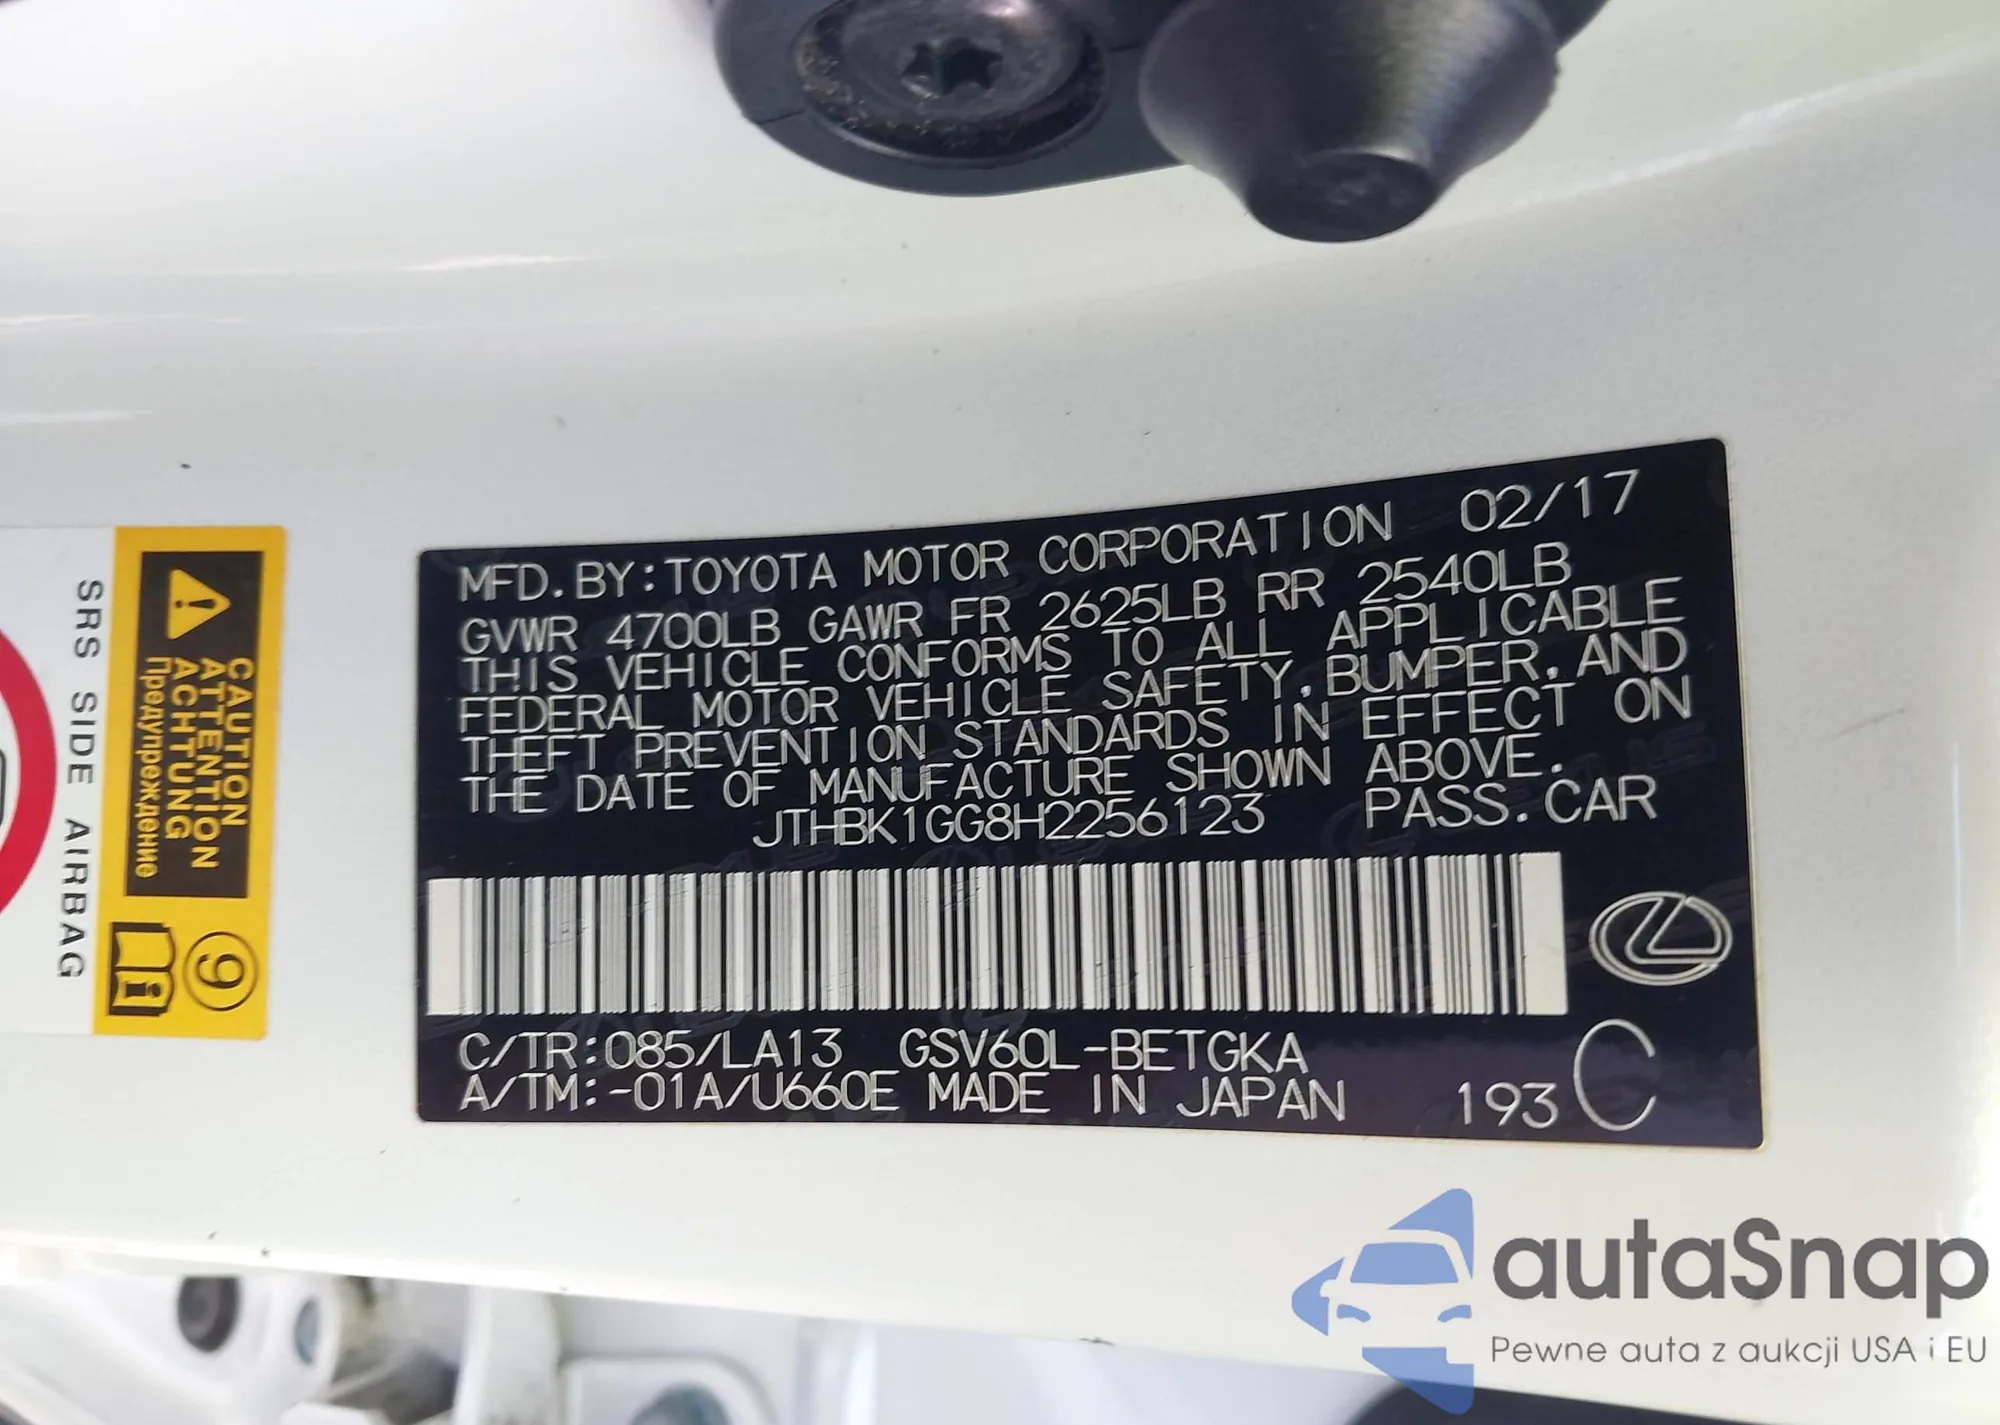 MFD.BY:TOYOTA MOTOR CORPORATION 02/17
GVWR 4700LB GAWR FR 2625LB RR 2540LB
THIS VEHICLE CONFORMS TO ALL APPLICABLE
FEDERAL MOTOR VEHICLE SAFETY,BUMPER,AND
THEFT PREVENTION STANDARDS IN EFFECT ON
THE DATE OF MANUFACTURE SHOWN ABOVE.
JTHBK1GG8H2256123 PASS.CAR
C/TR:085/LA13 GSV60L-BETGKA
A/TM:-01A/U660E MADE IN JAPAN 193 C
CAUTION
ATTENTION
ACHTUNG
Предупреждение
9
SRS SIDE AIRBAG
autaSnap
Pewne auta z aukcji USA i EU